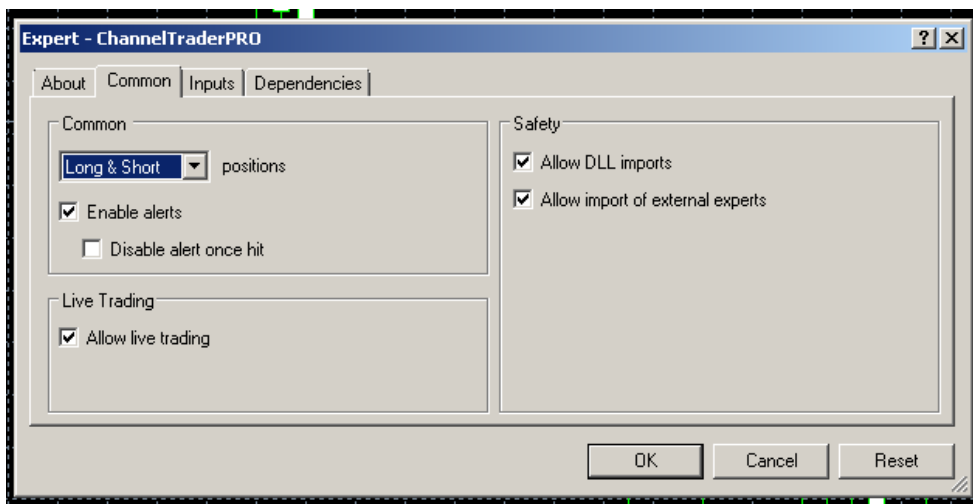 Expert - ChannelTraderPRO
About Common Inputs Dependencies
Common
Long & Short positions
Enable alerts
Disable alert once hit
Live Trading
Allow live trading
Safety
Allow DLL imports
Allow import of external experts
OK Cancel Reset